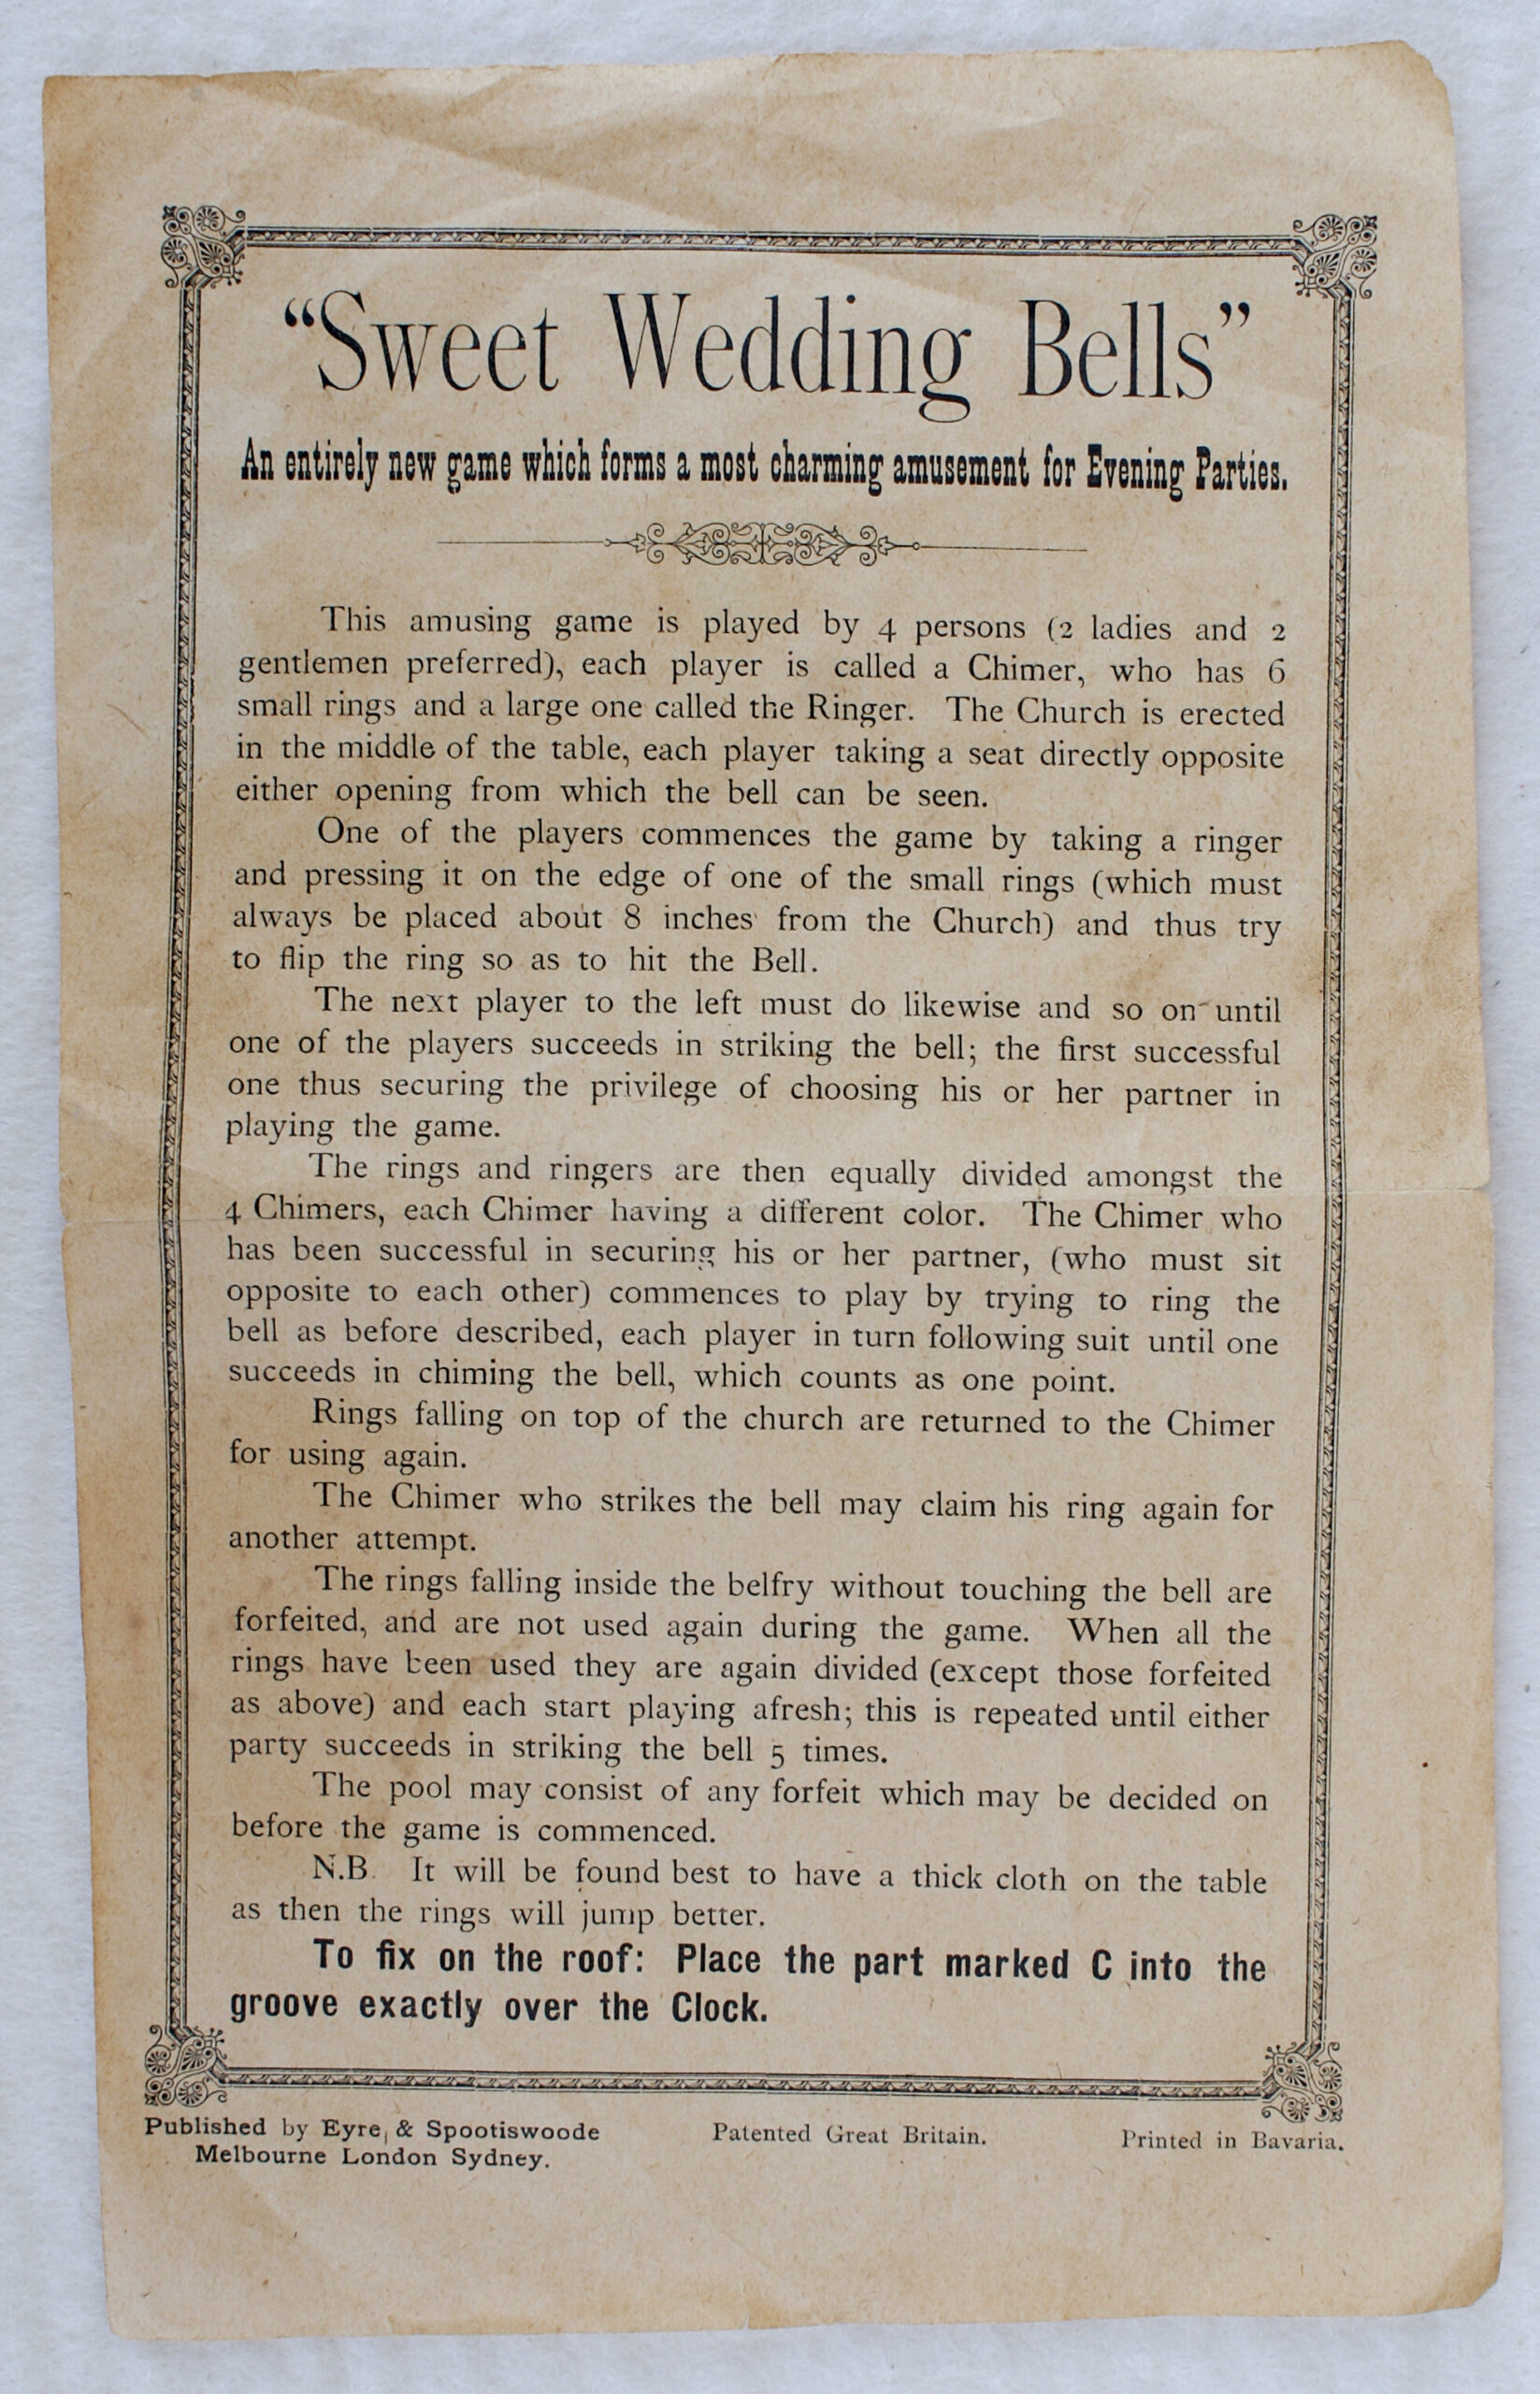 “Sweet Wedding Bells”
An entirely new game which forms a most charming amusement for Evening Parties.
This amusing game is played by 4 persons (2 ladies and 2
gentlemen preferred), each player is called a Chimer, who has 6
small rings and a large one called the Ringer. The Church is erected
in the middle of the table, each player taking a seat directly opposite
either opening from which the bell can be seen.
One of the players commences the game by taking a ringer
and pressing it on the edge of one of the small rings (which must
always be placed about 8 inches from the Church) and thus try
to flip the ring so as to hit the Bell.
The next player to the left must do likewise and so on until
one of the players succeeds in striking the bell; the first successful
one thus securing the privilege of choosing his or her partner in
playing the game.
The rings and ringers are then equally divided amongst the
4 Chimers, each Chimer having a different color. The Chimer who
has been successful in securing his or her partner, (who must sit
opposite to each other) commences to play by trying to ring the
bell as before described, each player in turn following suit until one
succeeds in chiming the bell, which counts as one point.
Rings falling on top of the church are returned to the Chimer
for using again.
The Chimer who strikes the bell may claim his ring again for
another attempt.
The rings falling inside the belfry without touching the bell are
forfeited, and are not used again during the game. When all the
rings have been used they are again divided (except those forfeited
as above) and each start playing afresh; this is repeated until either
party succeeds in striking the bell 5 times.
The pool may consist of any forfeit which may be decided on
before the game is commenced.
N.B. It will be found best to have a thick cloth on the table
as then the rings will jump better.
To fix on the roof: Place the part marked C into the
groove exactly over the Clock.
Published by Eyre, & Spootiswoode Patented Great Britain. Printed in Bavaria.
Melbourne London Sydney.